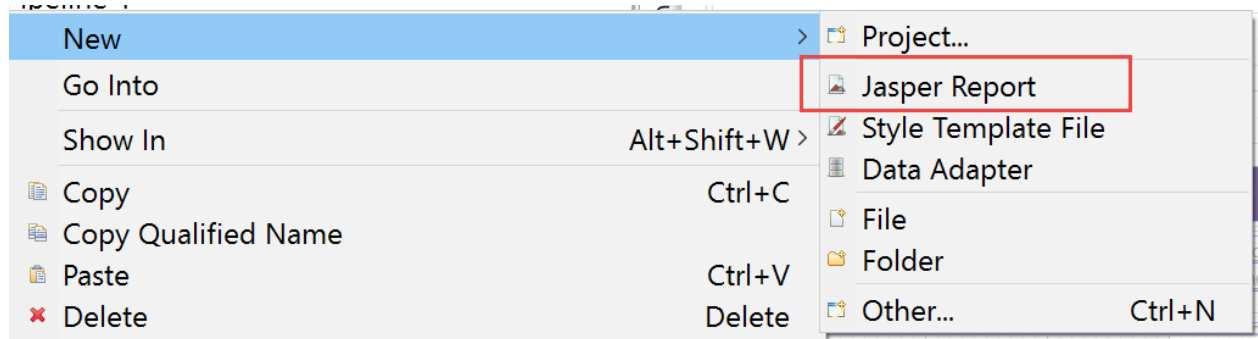 New
Go Into
Show In Alt+Shift+W
Copy Ctrl+C
Copy Qualified Name
Paste Ctrl+V
Delete Delete
Project...
Jasper Report
Style Template File
Data Adapter
File
Folder
Other... Ctrl+N